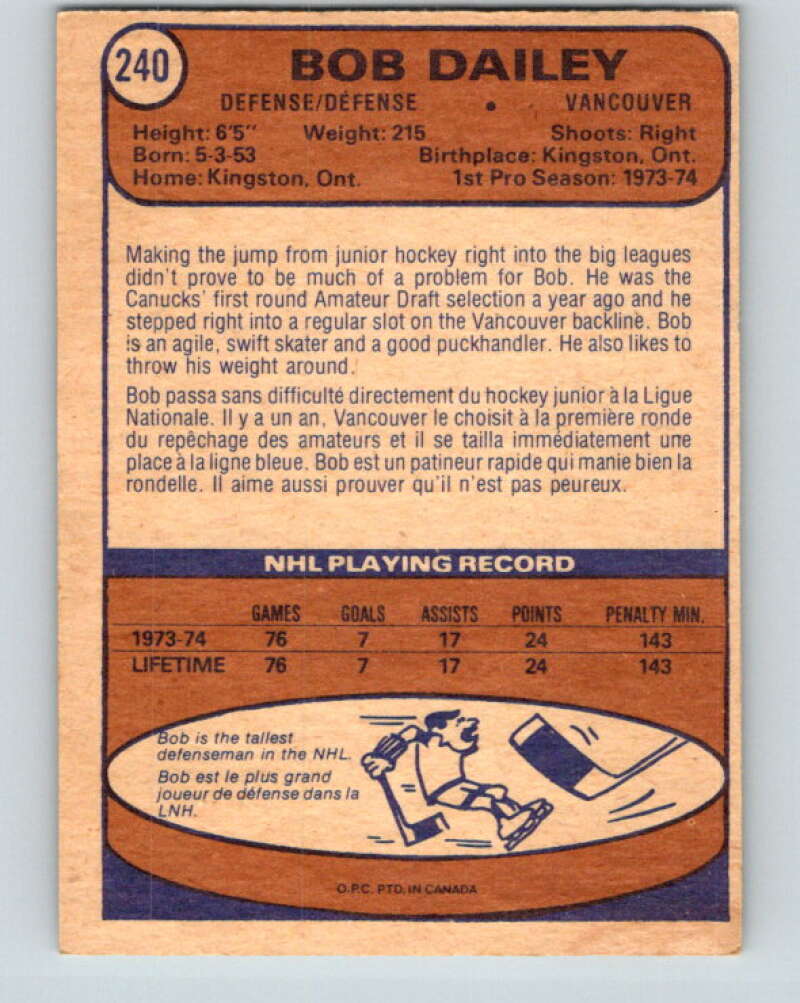 240
BOB DAILEY
DEFENSE/DÉFENSE • VANCOUVER
Height: 6'5" Weight: 215 Shoots: Right
Born: 5-3-53 Birthplace: Kingston, Ont.
Home: Kingston, Ont. 1st Pro Season: 1973-74
Making the jump from junior hockey right into the big leagues
didn't prove to be much of a problem for Bob. He was the
Canucks' first round Amateur Draft selection a year ago and he
stepped right into a regular slot on the Vancouver backline. Bob
is an agile, swift skater and a good puckhandler. He also likes to
throw his weight around.
Bob passa sans difficulté directement du hockey junior à la Ligue
Nationale. Il y a un an, Vancouver le choisit à la première ronde
du repêchage des amateurs et il se tailla immédiatement une
place à la ligne bleue. Bob est un patineur rapide qui manie bien la
rondelle. Il aime aussi prouver qu'il n'est pas peureux.
NHL PLAYING RECORD
GAMES GOALS ASSISTS POINTS PENALTY MIN.
1973-74 76 7 17 24 143
LIFETIME 76 7 17 24 143
Bob is the tallest
defenseman in the NHL.
Bob est le plus grand
joueur de défense dans la
LNH.
O.P.C. PTD. IN CANADA